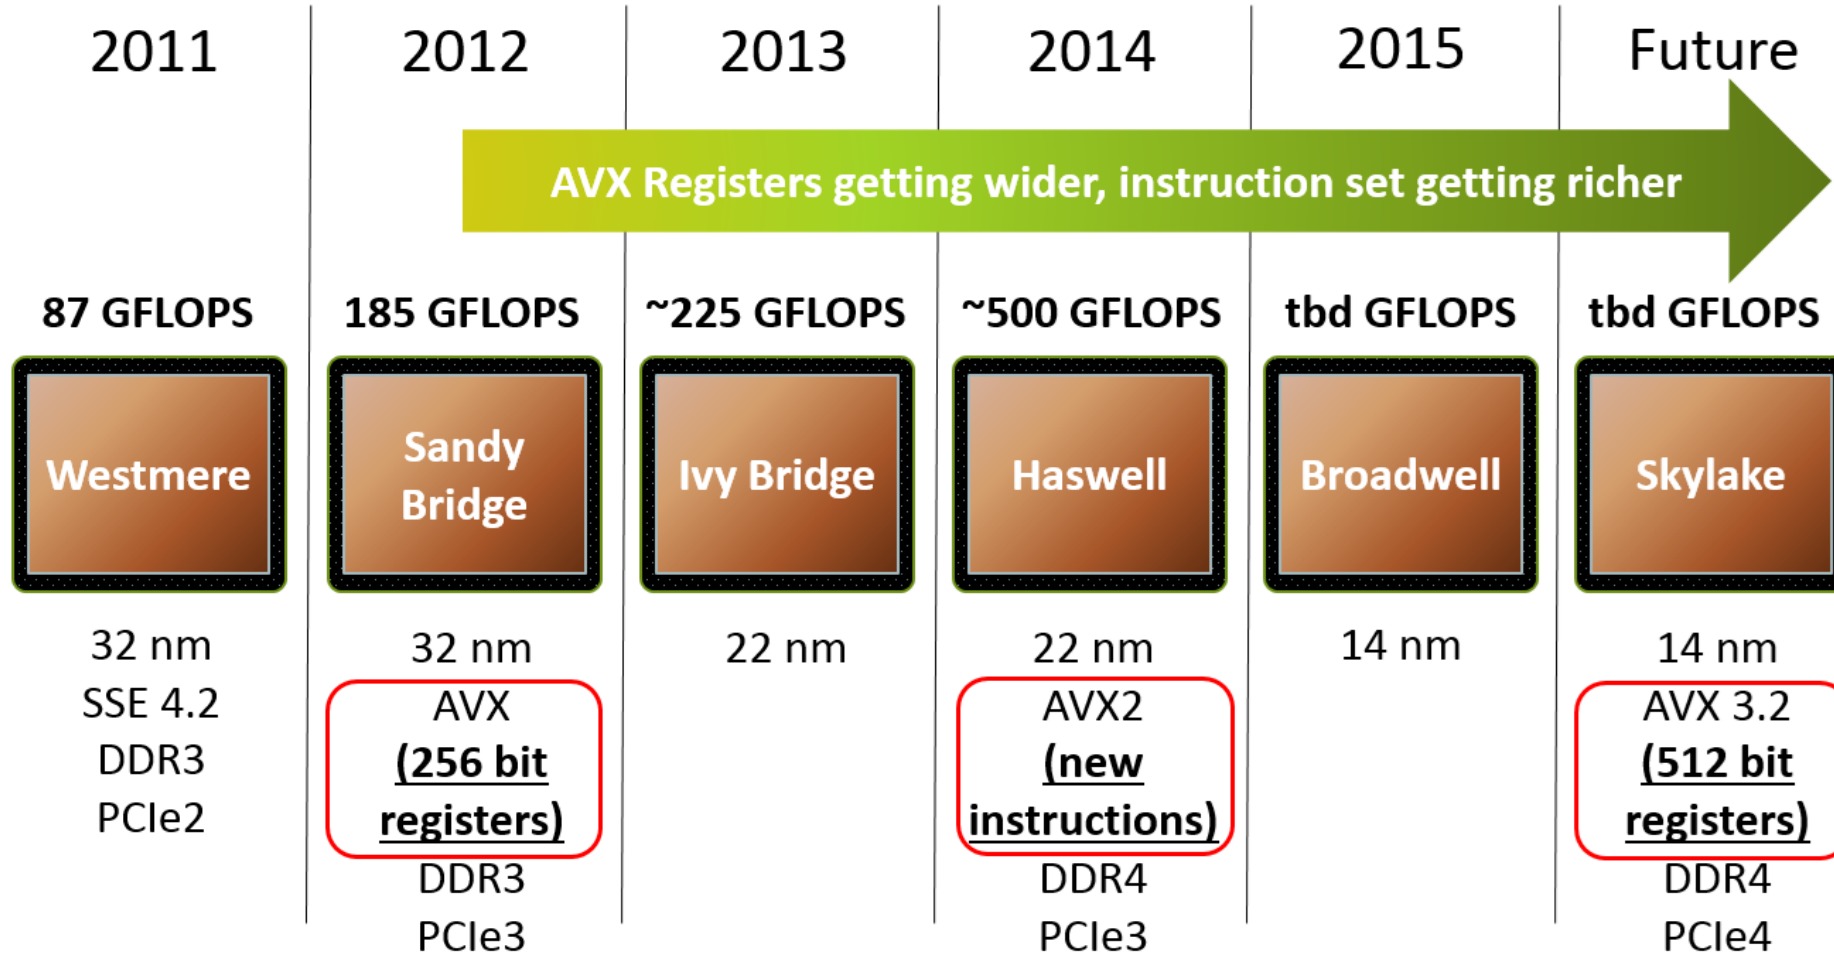 2011 2012 2013 2014 2015 Future
AVX Registers getting wider, instruction set getting richer
87 GFLOPS 185 GFLOPS ~225 GFLOPS ~500 GFLOPS tbd GFLOPS tbd GFLOPS
Westmere
Sandy
Bridge
Ivy Bridge
Haswell
Broadwell
Skylake
32 nm
SSE 4.2
DDR3
PCIe2
32 nm
AVX
(256 bit
registers)
DDR3
PCIe3
22 nm
22 nm
AVX2
(new
instructions)
DDR4
PCIe3
14 nm
14 nm
AVX 3.2
(512 bit
registers)
DDR4
PCIe4